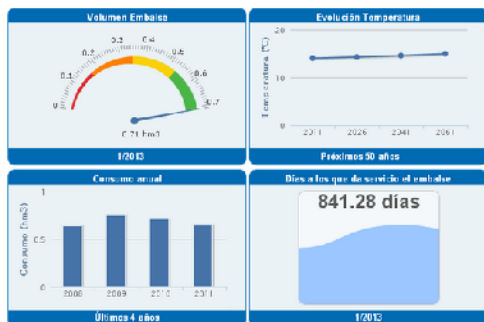 Volumen Embalse
0
0.1
0.2
0.3
0.4
0.5
0.6
0.7
0.71 hm3
1/2013
Evolución Temperatura
Temperatura (ºC)
20
10
0
2011
2026
2041
2061
Próximos 50 años
Consumo anual
Consumo (hm3)
1
0.5
0
2008
2009
2010
2011
Últimos 4 años
Días a los que da servicio el embalse
841.28 días
1/2013